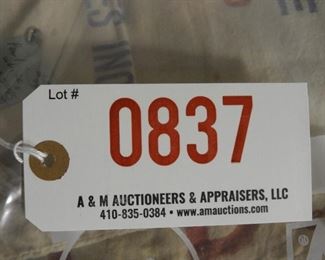 Lot #
0837
A & M AUCTIONEERS & APPRAISERS, LLC
410-835-0384 • www.amauctions.com